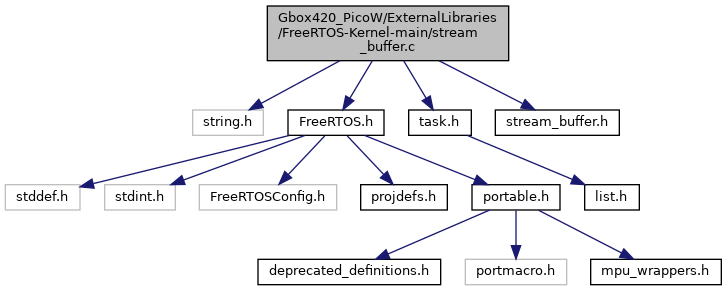 Gbox420_PicoW/ExternalLibraries
/FreeRTOS-Kernel-main/stream
_buffer.c
string.h
FreeRTOS.h
task.h
stream_buffer.h
stddef.h
stdint.h
FreeRTOSConfig.h
projdefs.h
portable.h
list.h
deprecated_definitions.h
portmacro.h
mpu_wrappers.h